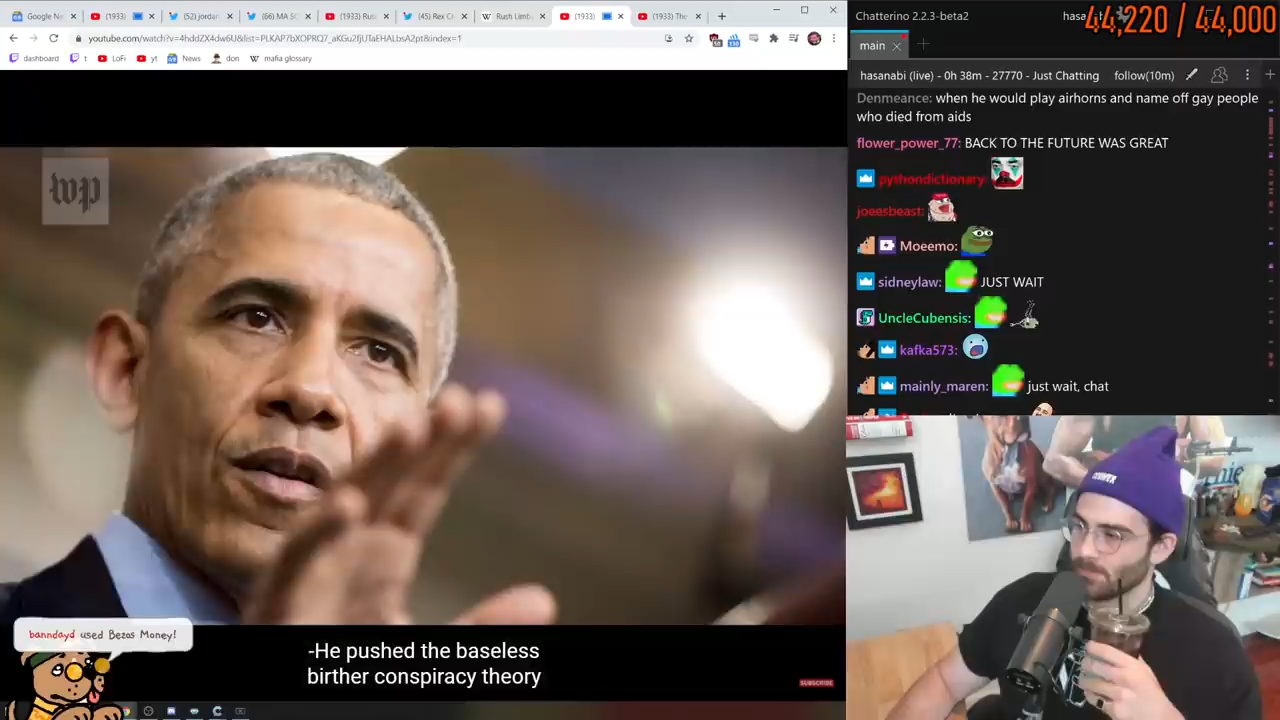 Google Ne
(1933)
(52) jordan
(66) MA SC
(1933) Rus
(45) Rex C
Rush Limb
(1933)
(1933) The
youtube.com/watch?v=4hddZX4dw6U&list=PLKAP7bXOPRQ7_aKGu2fjUTaEHALbsA2pt&index=1
dashboard
t
LoFi
yt
News
don
mafia glossary
wp
-He pushed the baseless
birther conspiracy theory
SUBSCRIBE
banndayd used Bezos Money!
Chatterino 2.2.3-beta2
44,220 / 44,000
main
hasanabi (live) - 0h 38m - 27770 - Just Chatting
follow(10m)
Denmeance: when he would play airhorns and name off gay people
who died from aids
flower_power_77: BACK TO THE FUTURE WAS GREAT
pythondictionary:
joeesbeast:
Moeemo:
sidneylaw: JUST WAIT
UncleCubensis:
kafka573:
mainly_maren: just wait, chat